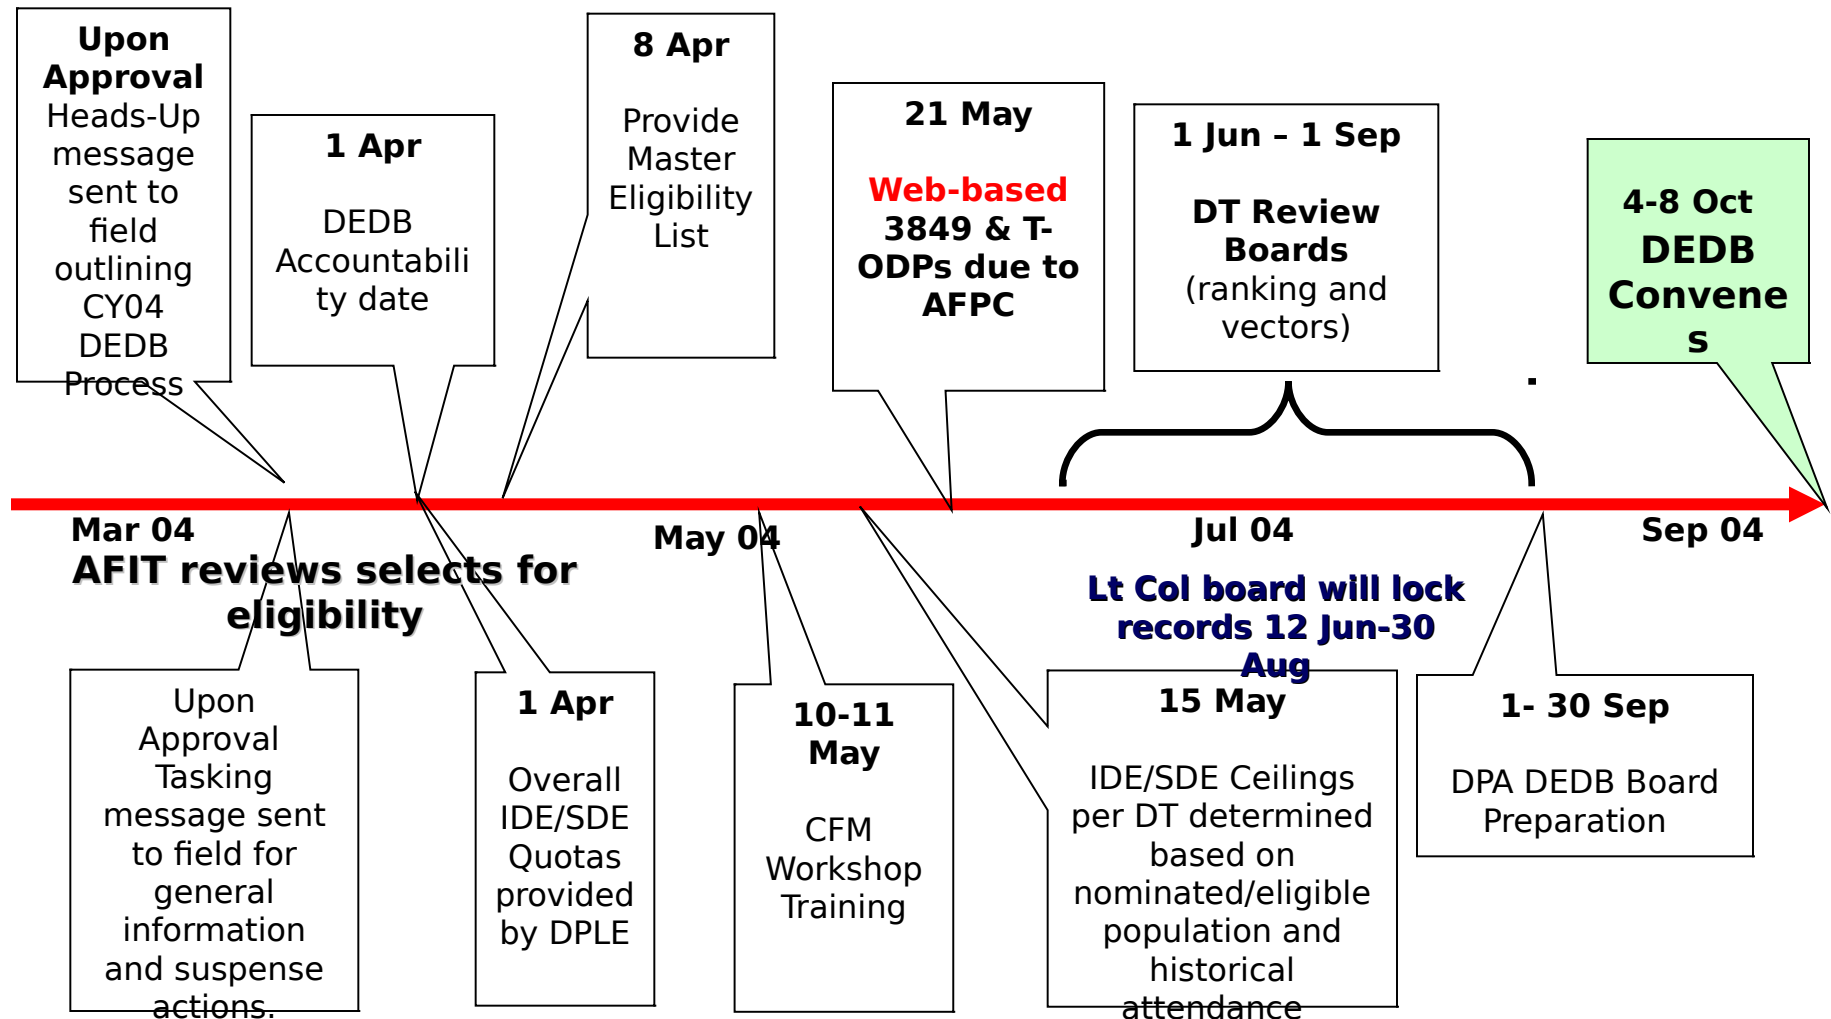 Upon
Approval
Heads-Up
message
sent to
field
outlining
CY04
DEDB
Process
1 Apr
DEDB
Accountabili
ty date
8 Apr
Provide
Master
Eligibility
List
21 May
Web-based
3849 & T-
ODPs due to
AFPC
1 Jun – 1 Sep
DT Review
Boards
(ranking and
vectors)
.
4-8 Oct
DEDB
Convene
s
Mar 04
May 04
Jul 04
Sep 04
AFIT reviews selects for
eligibility
Lt Col board will lock
records 12 Jun-30
Aug
Upon
Approval
Tasking
message sent
to field for
general
information
and suspense
actions.
1 Apr
Overall
IDE/SDE
Quotas
provided
by DPLE
10-11
May
CFM
Workshop
Training
15 May
IDE/SDE Ceilings
per DT determined
based on
nominated/eligible
population and
historical
attendance
1- 30 Sep
DPA DEDB Board
Preparation